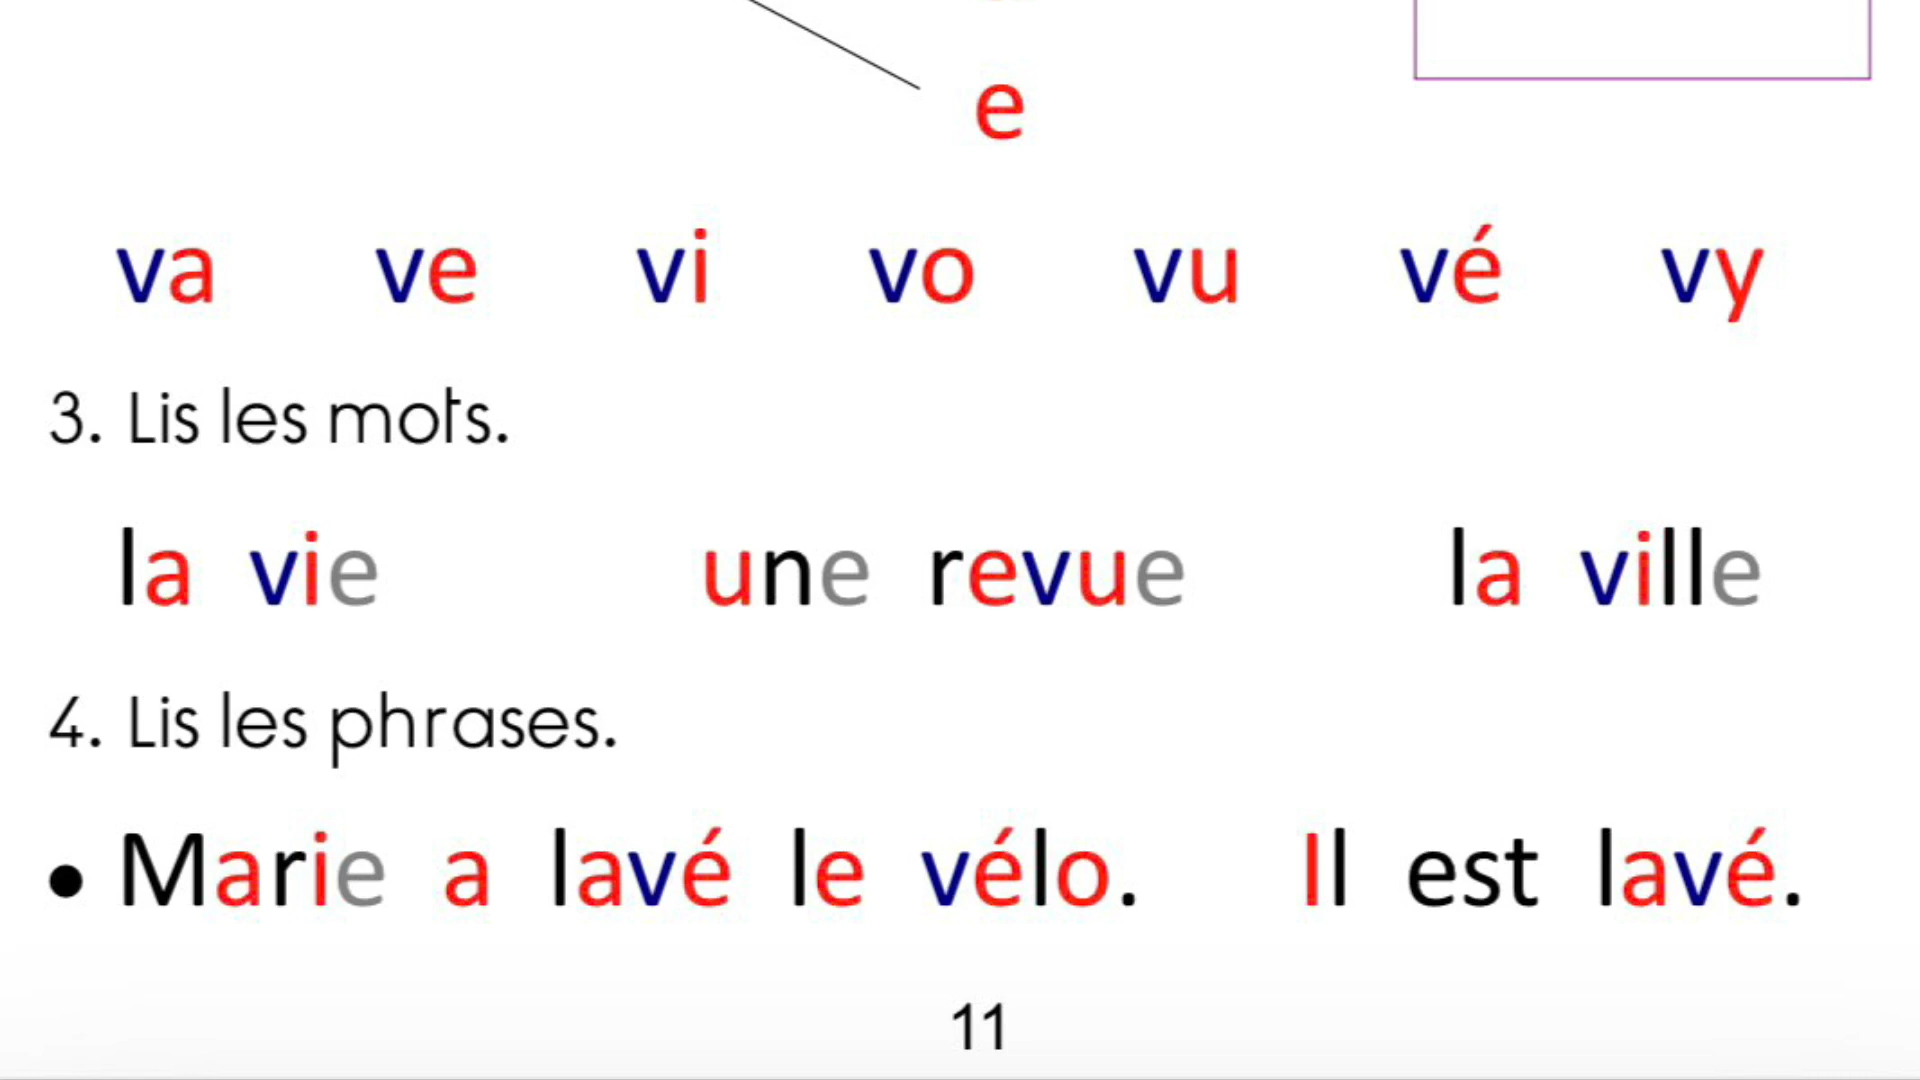 e
va ve vi vo vu vé vy
3. Lis les mots.
la vie une revue la ville
4. Lis les phrases.
• Marie a lavé le vélo. Il est lavé.
11